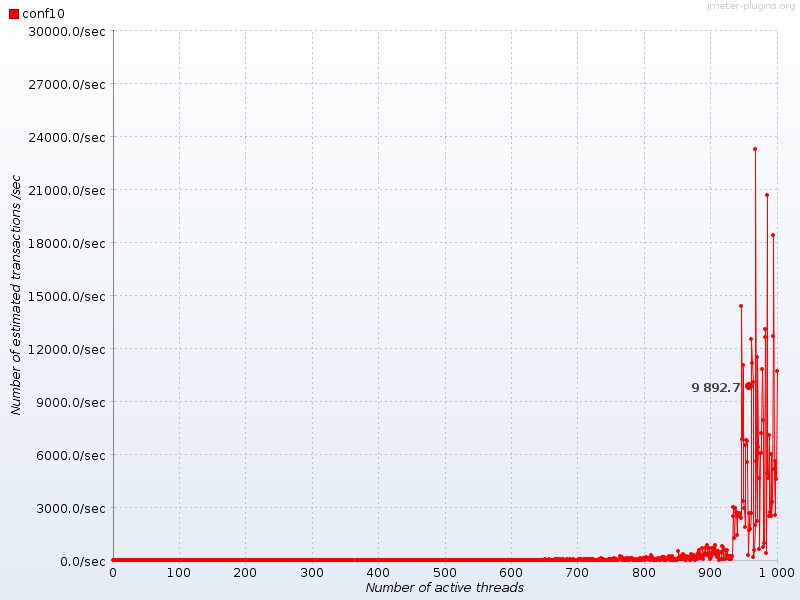 jmeter-plugins.org
conf10
30000.0/sec
27000.0/sec
24000.0/sec
21000.0/sec
18000.0/sec
15000.0/sec
12000.0/sec
9000.0/sec
6000.0/sec
3000.0/sec
0.0/sec
Number of estimated transactions /sec
9 892.7
0 100 200 300 400 500 600 700 800 900 1 000
Number of active threads